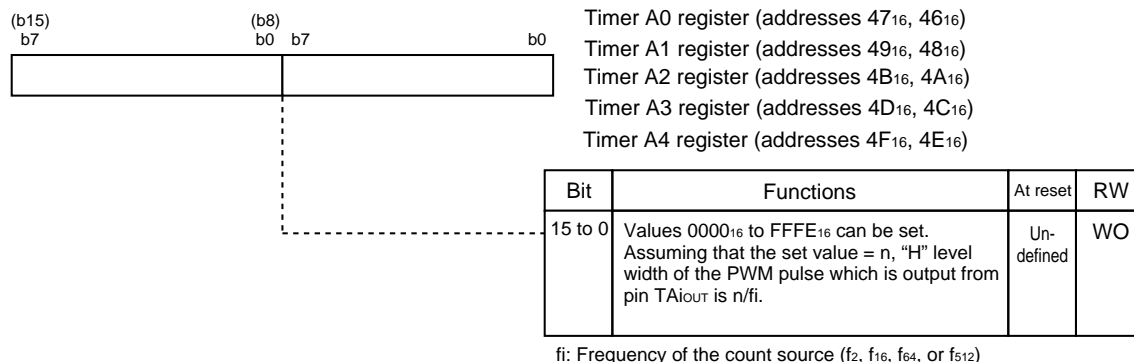 (b15) (b8)
b7 b0 b7 b0
Timer A0 register (addresses 47₁₆, 46₁₆)
Timer A1 register (addresses 49₁₆, 48₁₆)
Timer A2 register (addresses 4B₁₆, 4A₁₆)
Timer A3 register (addresses 4D₁₆, 4C₁₆)
Timer A4 register (addresses 4F₁₆, 4E₁₆)
Bit Functions At reset RW
15 to 0 Values 0000₁₆ to FFFE₁₆ can be set. Un- WO
Assuming that the set value = n, “H” level defined
width of the PWM pulse which is output from
pin TAiOUT is n/fi.
fi: Frequency of the count source (f₂, f₁₆, f₆₄, or f₅₁₂)